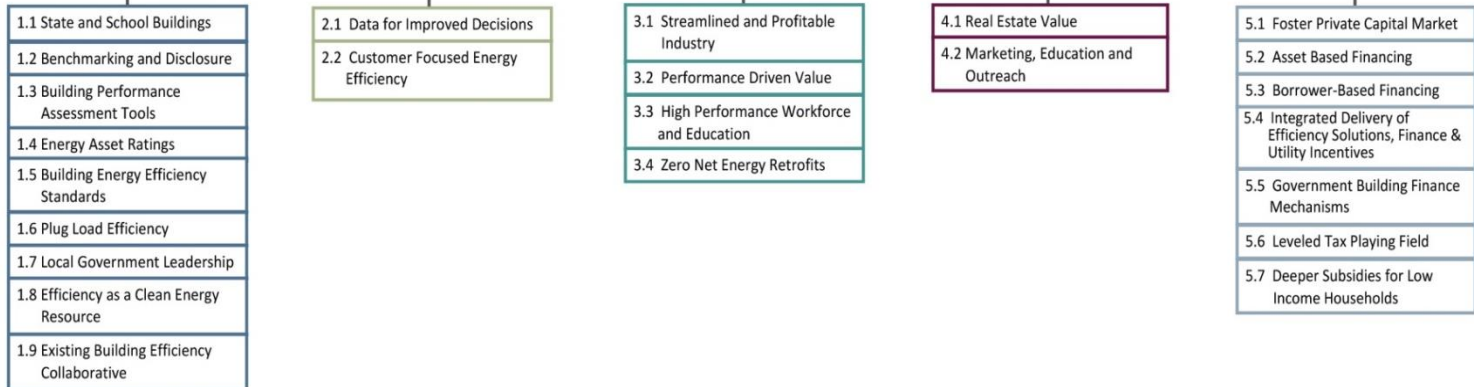 1.1 State and School Buildings
1.2 Benchmarking and Disclosure
1.3 Building Performance
Assessment Tools
1.4 Energy Asset Ratings
1.5 Building Energy Efficiency
Standards
1.6 Plug Load Efficiency
1.7 Local Government Leadership
1.8 Efficiency as a Clean Energy
Resource
1.9 Existing Building Efficiency
Collaborative
2.1 Data for Improved Decisions
2.2 Customer Focused Energy
Efficiency
3.1 Streamlined and Profitable
Industry
3.2 Performance Driven Value
3.3 High Performance Workforce
and Education
3.4 Zero Net Energy Retrofits
4.1 Real Estate Value
4.2 Marketing, Education and
Outreach
5.1 Foster Private Capital Market
5.2 Asset Based Financing
5.3 Borrower-Based Financing
5.4 Integrated Delivery of
Efficiency Solutions, Finance &
Utility Incentives
5.5 Government Building Finance
Mechanisms
5.6 Leveled Tax Playing Field
5.7 Deeper Subsidies for Low
Income Households